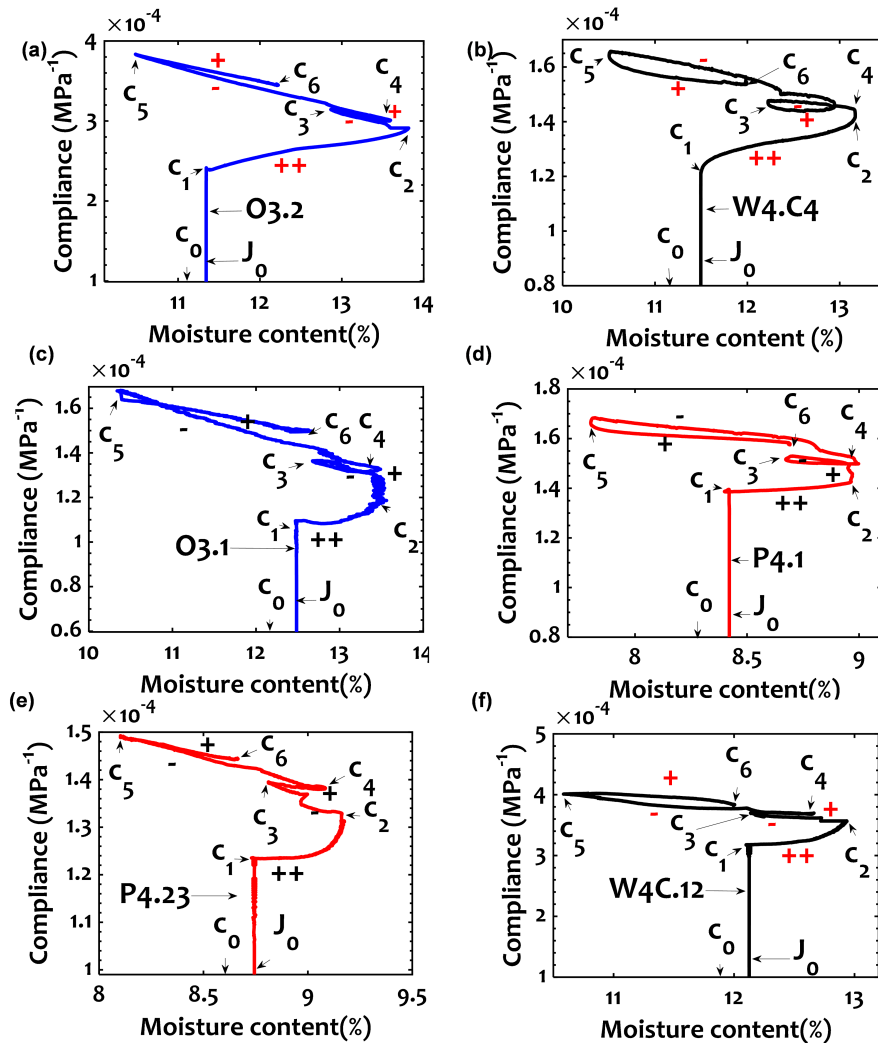 (a)
×10⁻⁴
Compliance (MPa⁻¹)
4
3
2
1
11
12
13
14
Moisture content(%)
+
-
c₅
c₆
c₃
c₄
-
+
c₁
++
c₂
O3.2
c₀
J₀
(b)
×10⁻⁴
Compliance (MPa⁻¹)
1.6
1.4
1.2
1
0.8
10
11
12
13
Moisture content (%)
c₅
-
+
c₆
c₄
c₃
-
+
c₁
++
c₂
W4.C4
c₀
J₀
(c)
×10⁻⁴
Compliance (MPa⁻¹)
1.6
1.4
1.2
1
0.8
0.6
10
11
12
13
14
Moisture content(%)
c₅
-
+
c₆
c₄
c₃
-
+
c₁
++
c₂
O3.1
c₀
J₀
(d)
×10⁻⁴
Compliance (MPa⁻¹)
1.8
1.6
1.4
1.2
1
0.8
8
8.5
9
Moisture content(%)
-
+
c₅
c₆
c₄
c₃
-
+
c₁
++
c₂
P4.1
c₀
J₀
(e)
×10⁻⁴
Compliance (MPa⁻¹)
1.5
1.4
1.3
1.2
1.1
1
8
8.5
9
9.5
Moisture content(%)
c₅
+
-
c₆
c₄
+
c₃
-
c₂
c₁
++
P4.23
c₀
J₀
(f)
×10⁻⁴
Compliance (MPa⁻¹)
5
4
3
2
1
11
12
13
Moisture content(%)
+
-
c₅
c₆
c₄
c₃
-
+
c₁
++
c₂
W4C.12
c₀
J₀